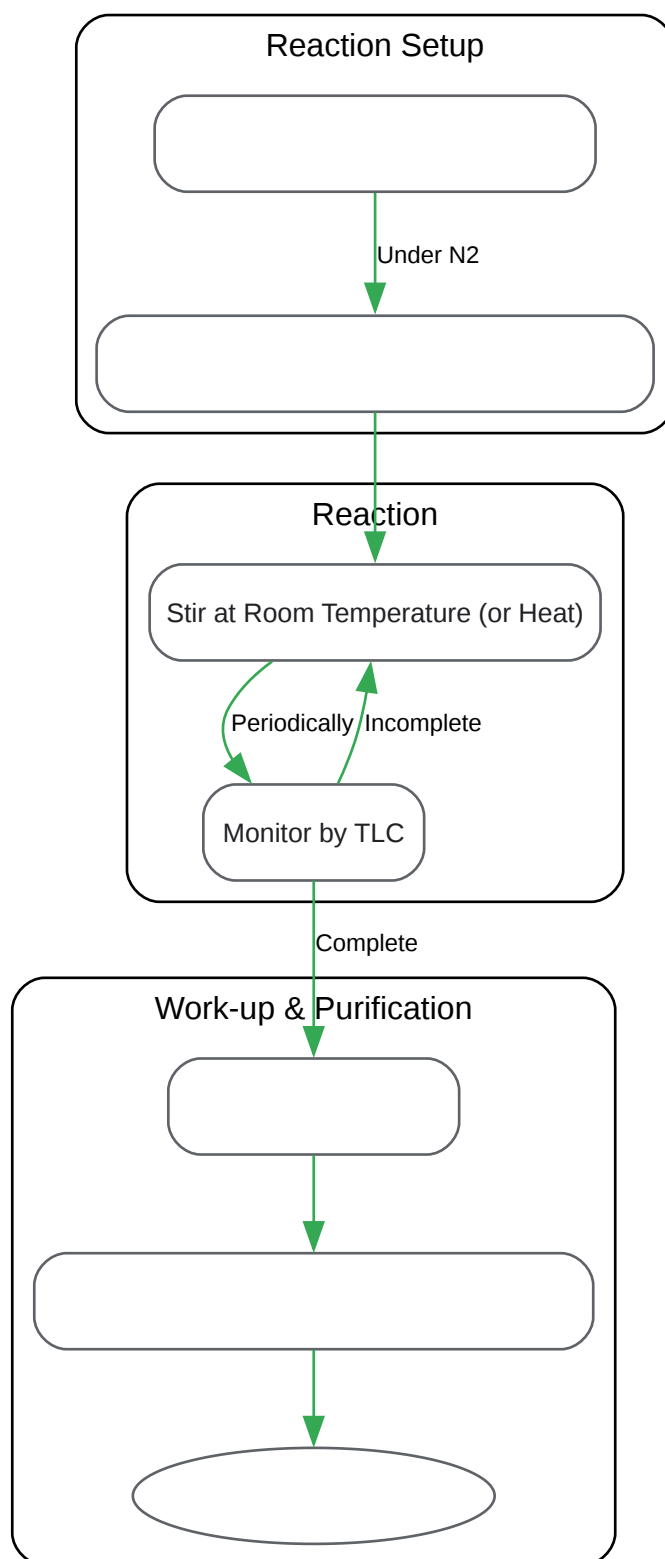 Reaction Setup
Under N2
Reaction
Stir at Room Temperature (or Heat)
Periodically
Incomplete
Monitor by TLC
Complete
Work-up & Purification